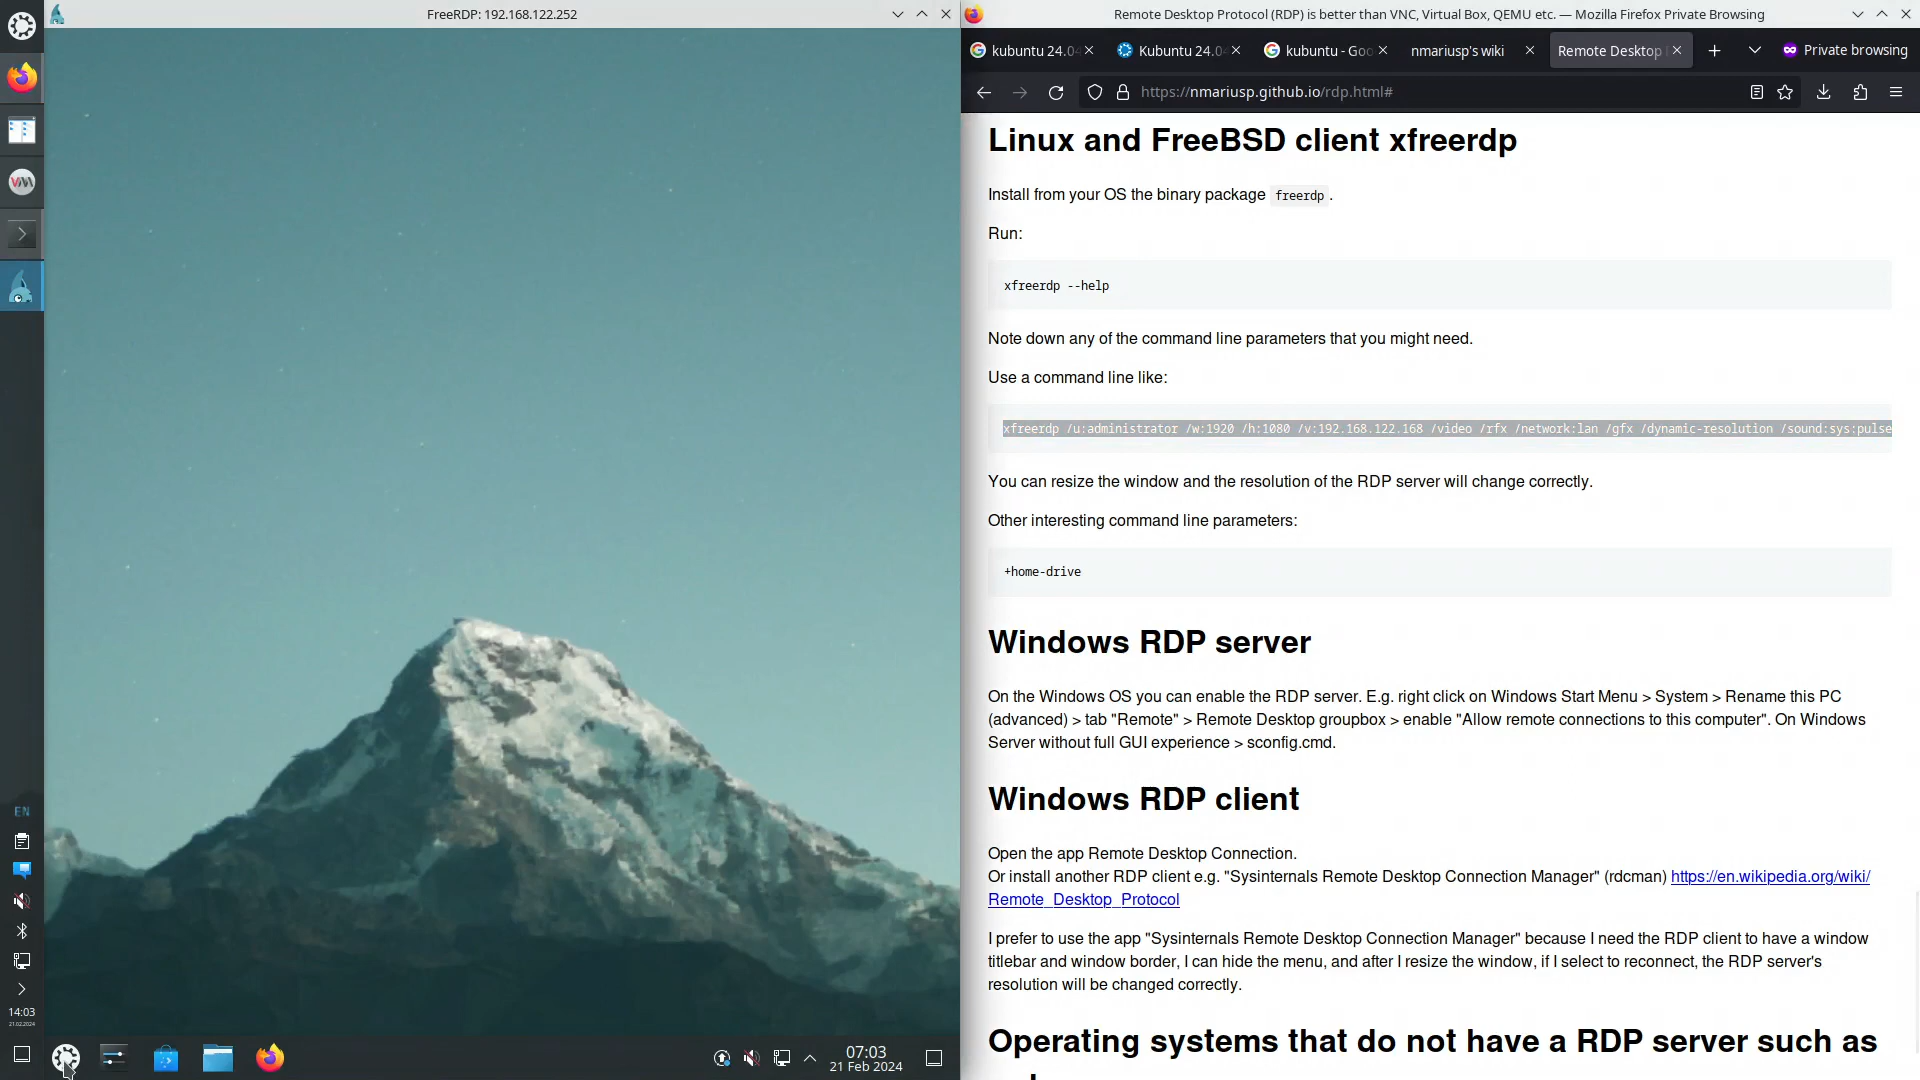 FreeRDP: 192.168.122.252
Remote Desktop Protocol (RDP) is better than VNC, Virtual Box, QEMU etc. — Mozilla Firefox Private Browsing
kubuntu 24.04
Kubuntu 24.04
kubuntu - Goo
nmariusp's wiki
Remote Desktop
Private browsing
https://nmariusp.github.io/rdp.html#
Linux and FreeBSD client xfreerdp
Install from your OS the binary package freerdp.
Run:
xfreerdp --help
Note down any of the command line parameters that you might need.
Use a command line like:
xfreerdp /u:administrator /w:1920 /h:1080 /v:192.168.122.168 /video /rfx /network:lan /gfx /dynamic-resolution /sound:sys:pulse
You can resize the window and the resolution of the RDP server will change correctly.
Other interesting command line parameters:
+home-drive
Windows RDP server
On the Windows OS you can enable the RDP server. E.g. right click on Windows Start Menu > System > Rename this PC
(advanced) > tab "Remote" > Remote Desktop groupbox > enable "Allow remote connections to this computer". On Windows
Server without full GUI experience > sconfig.cmd.
Windows RDP client
Open the app Remote Desktop Connection.
Or install another RDP client e.g. "Sysinternals Remote Desktop Connection Manager" (rdcman) https://en.wikipedia.org/wiki/
Remote_Desktop_Protocol
I prefer to use the app "Sysinternals Remote Desktop Connection Manager" because I need the RDP client to have a window
titlebar and window border, I can hide the menu, and after I resize the window, if I select to reconnect, the RDP server's
resolution will be changed correctly.
Operating systems that do not have a RDP server such as
EN
14:03
21.02.2024
07:03
21 Feb 2024